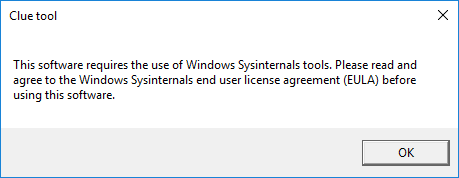 Clue tool
This software requires the use of Windows Sysinternals tools. Please read and
agree to the Windows Sysinternals end user license agreement (EULA) before
using this software.
OK